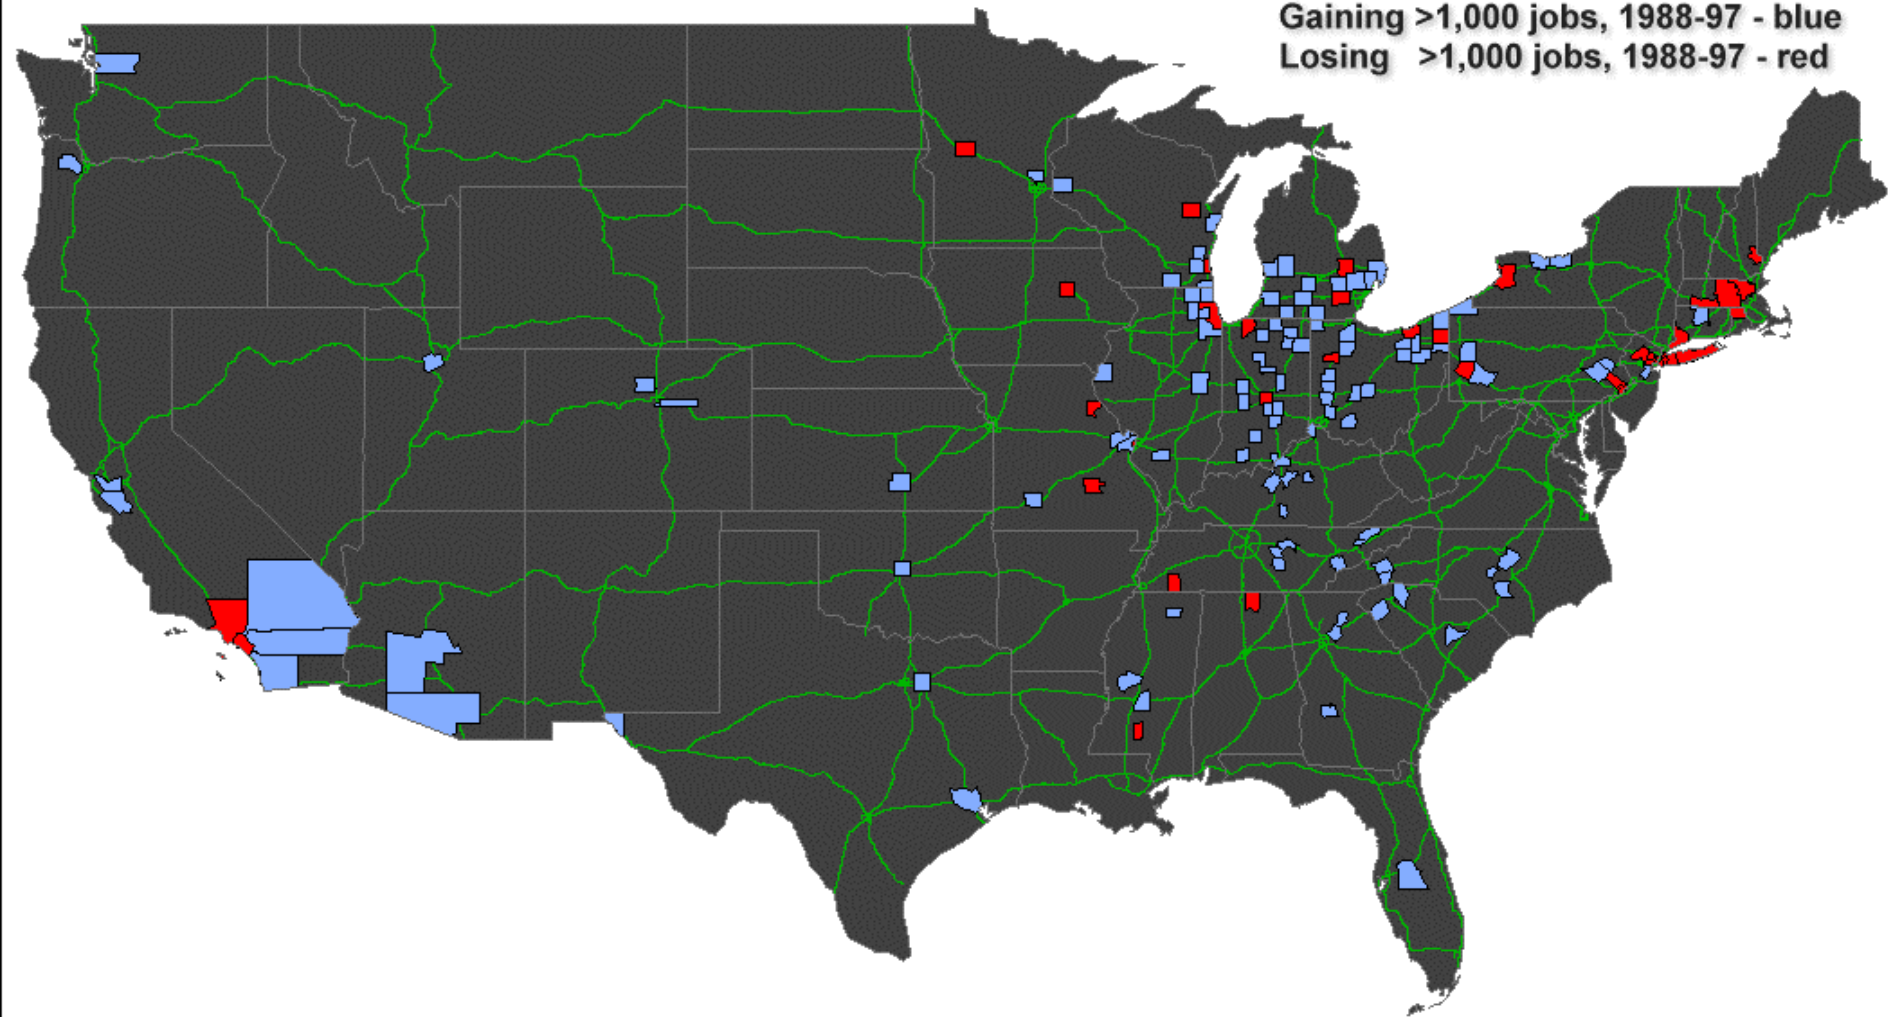 Gaining >1,000 jobs, 1988-97 - blue
Losing >1,000 jobs, 1988-97 - red